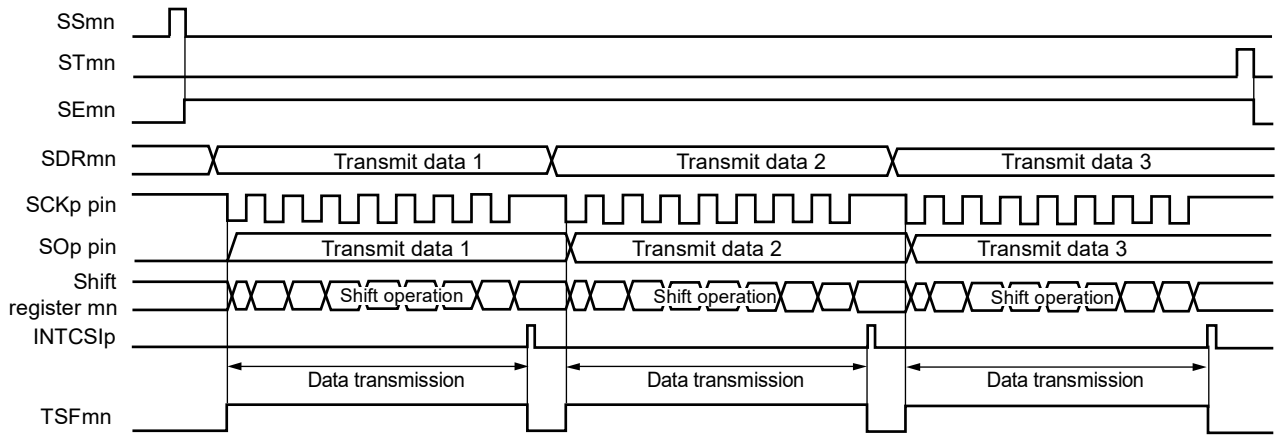 SSmn
STmn
SEmn
SDRmn Transmit data 1 Transmit data 2 Transmit data 3
SCKp pin
SOp pin Transmit data 1 Transmit data 2 Transmit data 3
Shift
register mn Shift operation Shift operation Shift operation
INTCSIp
Data transmission Data transmission Data transmission
TSFmn